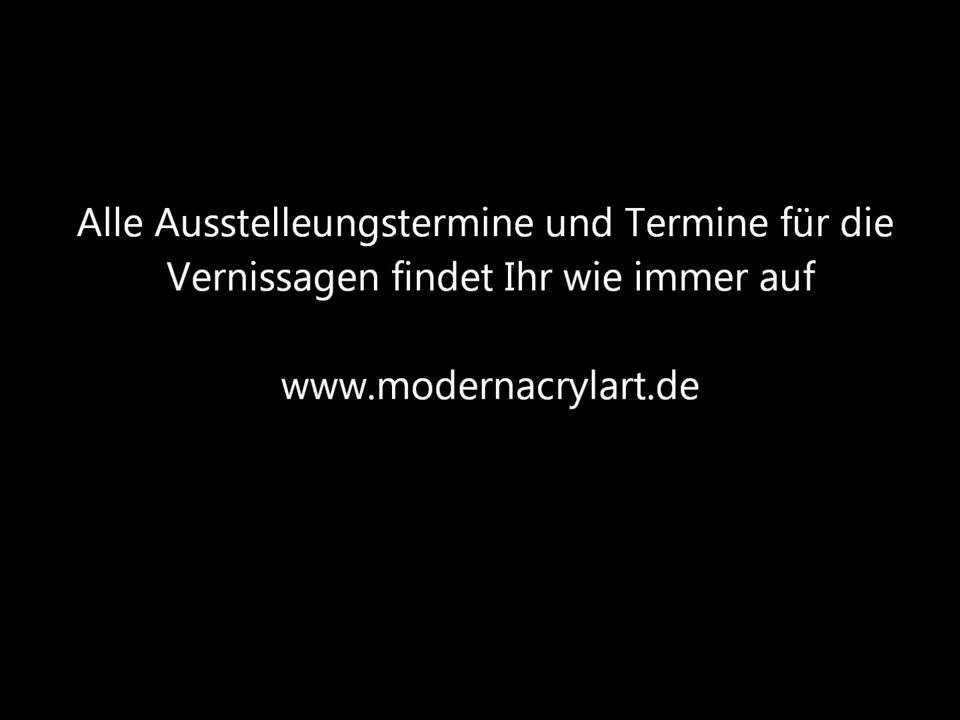 Alle Ausstelleungstermine und Termine für die
Vernissagen findet Ihr wie immer auf
www.modernacrylart.de